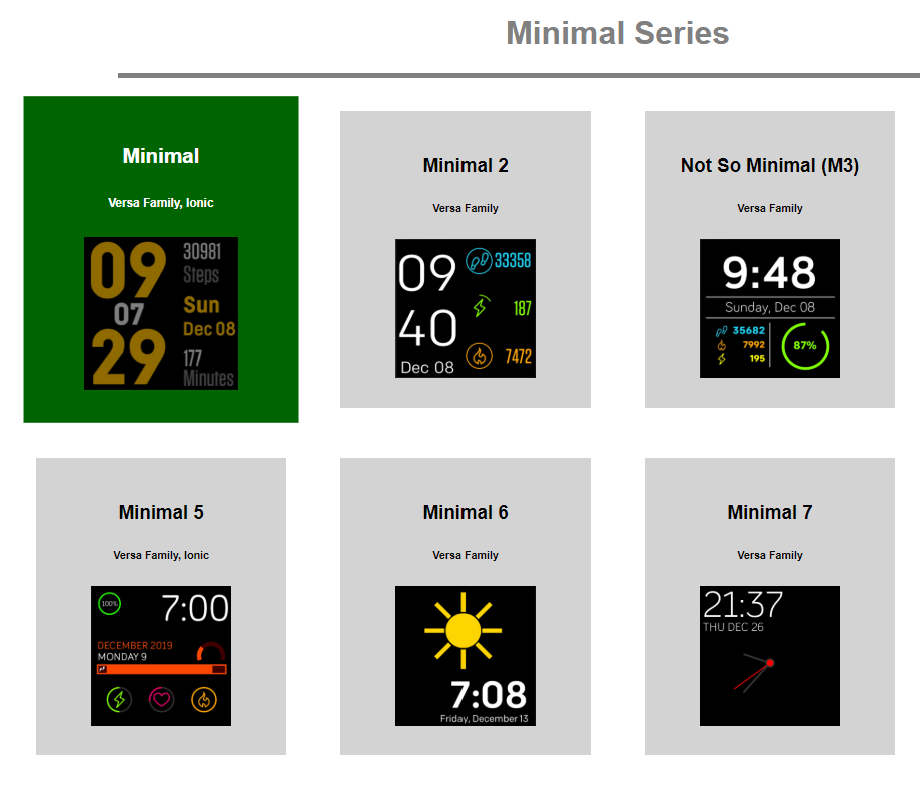 Minimal Series
Minimal
Versa Family, Ionic
09
07
29
30981
Steps
Sun
Dec 08
177
Minutes
Minimal 2
Versa Family
09
40
Dec 08
33358
187
7472
Not So Minimal (M3)
Versa Family
9:48
Sunday, Dec 08
35682
7992
195
87%
Minimal 5
Versa Family, Ionic
100%
7:00
DECEMBER 2019
MONDAY 9
Minimal 6
Versa Family
7:08
Friday, December 13
Minimal 7
Versa Family
21:37
THU DEC 26